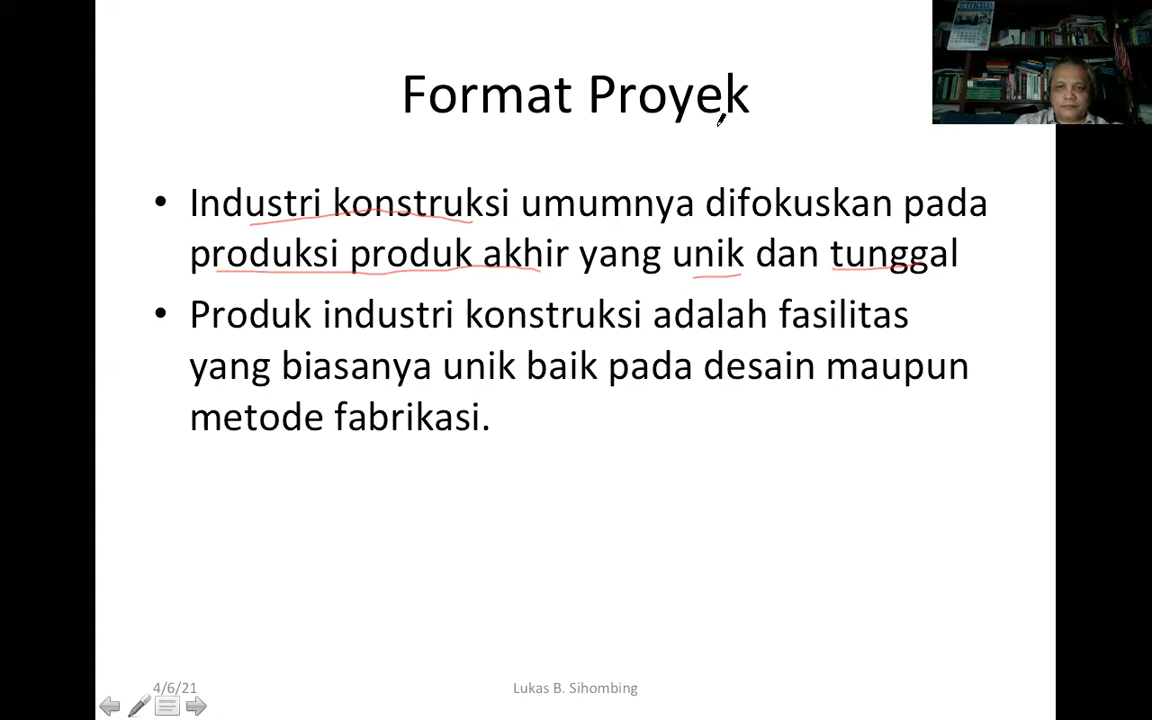 Format Proyek
• Industri konstruksi umumnya difokuskan pada
produksi produk akhir yang unik dan tunggal
• Produk industri konstruksi adalah fasilitas
yang biasanya unik baik pada desain maupun
metode fabrikasi.
4/6/21
Lukas B. Sihombing